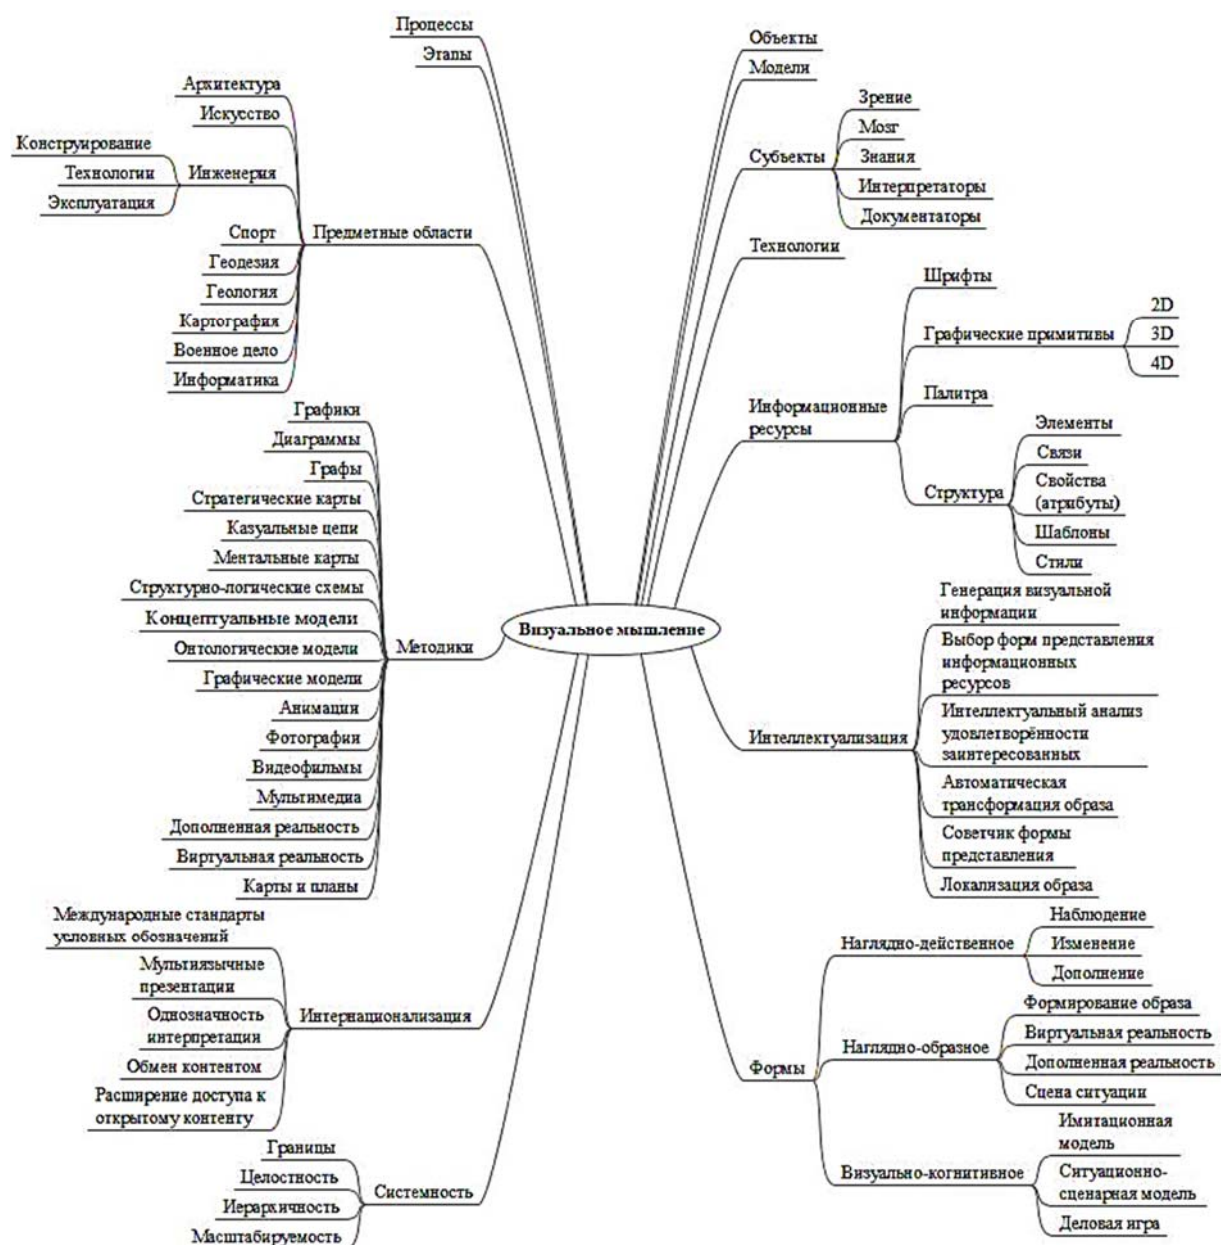 Процессы
Этапы
Архитектура
Искусство
Конструирование
Технологии
Эксплуатация
Инженерия
Спорт
Геодезия
Геология
Картография
Военное дело
Информатика
Предметные области
Графики
Диаграммы
Графы
Стратегические карты
Казуальные цепи
Ментальные карты
Структурно-логические схемы
Концептуальные модели
Онтологические модели
Графические модели
Анимации
Фотографии
Видеофильмы
Мультимедиа
Дополненная реальность
Виртуальная реальность
Карты и планы
Методики
Международные стандарты
условных обозначений
Мультиязычные
презентации
Однозначность
интерпретации
Обмен контентом
Расширение доступа к
открытому контенту
Интернационализация
Границы
Целостность
Иерархичность
Масштабируемость
Системность
Визуальное мышление
Объекты
Модели
Субъекты
Зрение
Мозг
Знания
Интерпретаторы
Документаторы
Технологии
Информационные
ресурсы
Шрифты
Графические примитивы
2D
3D
4D
Палитра
Структура
Элементы
Связи
Свойства
(атрибуты)
Шаблоны
Стили
Интеллектуализация
Генерация визуальной
информации
Выбор форм представления
информационных
ресурсов
Интеллектуальный анализ
удовлетворённости
заинтересованных
Автоматическая
трансформация образа
Советчик формы
представления
Локализация образа
Формы
Наглядно-действенное
Наблюдение
Изменение
Дополнение
Наглядно-образное
Формирование образа
Виртуальная реальность
Дополненная реальность
Сцена ситуации
Визуально-когнитивное
Имитационная
модель
Ситуационно-
сценарная модель
Деловая игра